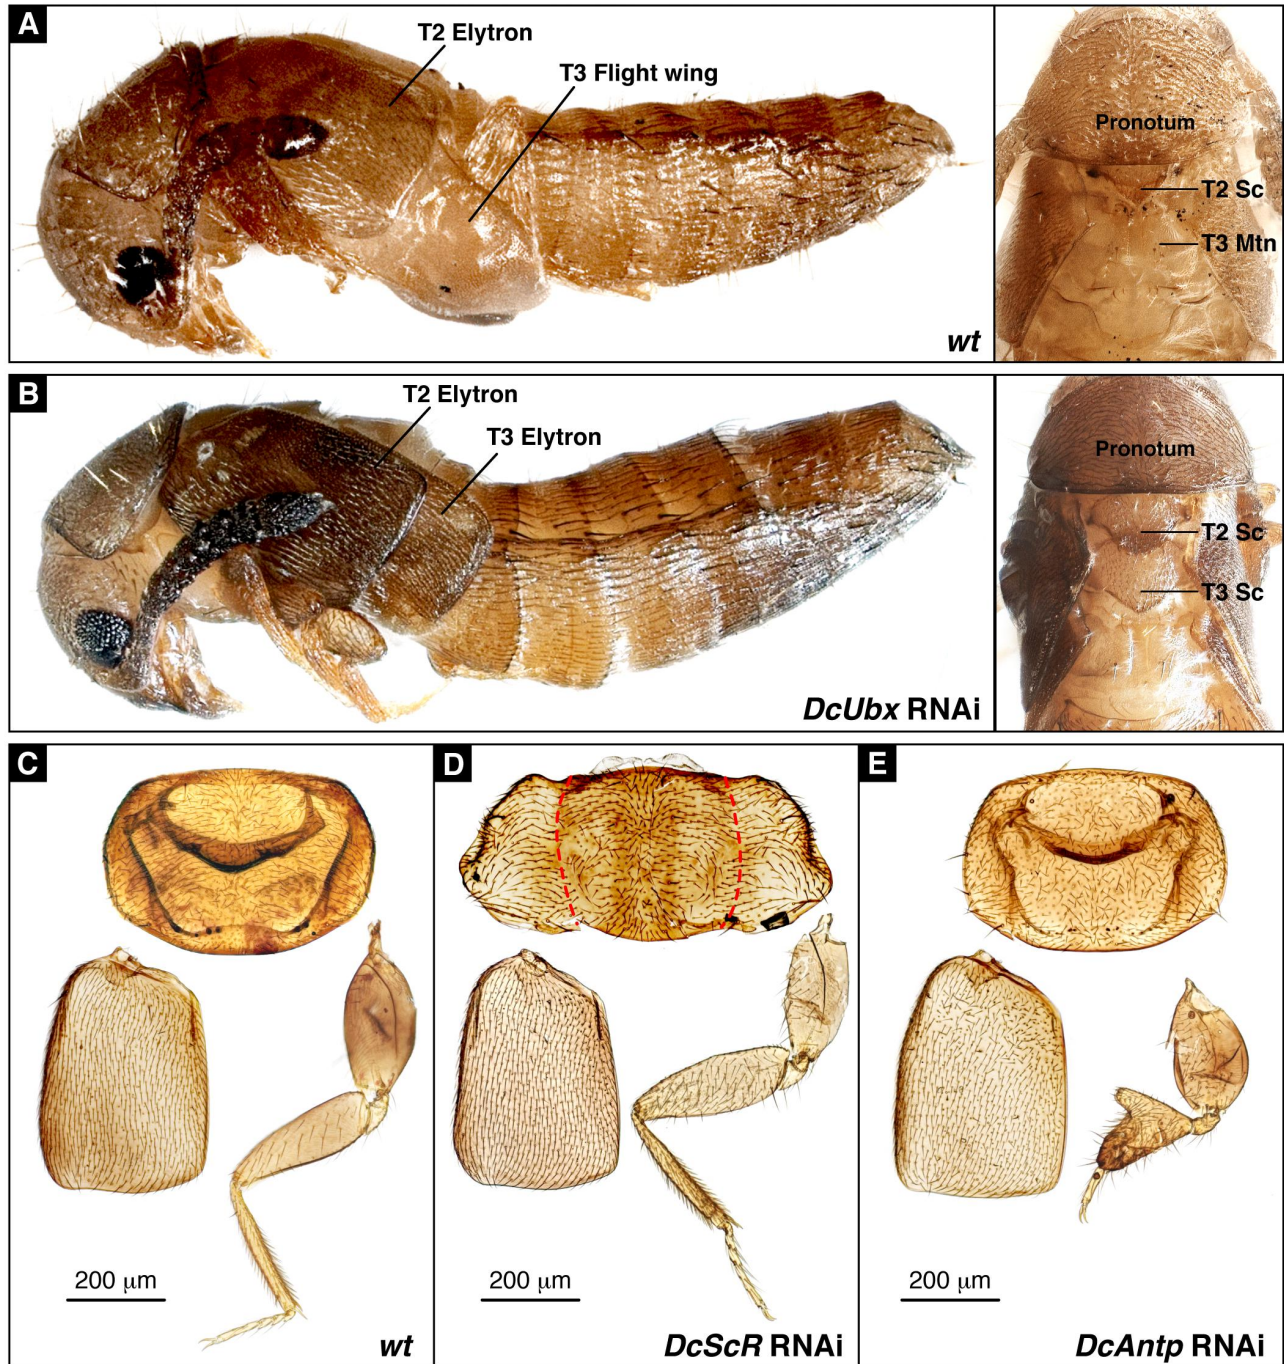 A
T2 Elytron
T3 Flight wing
wt
Pronotum
T2 Sc
T3 Mtn
B
T2 Elytron
T3 Elytron
DcUbx RNAi
Pronotum
T2 Sc
T3 Sc
C
200 μm
wt
D
200 μm
DcScR RNAi
E
200 μm
DcAntp RNAi